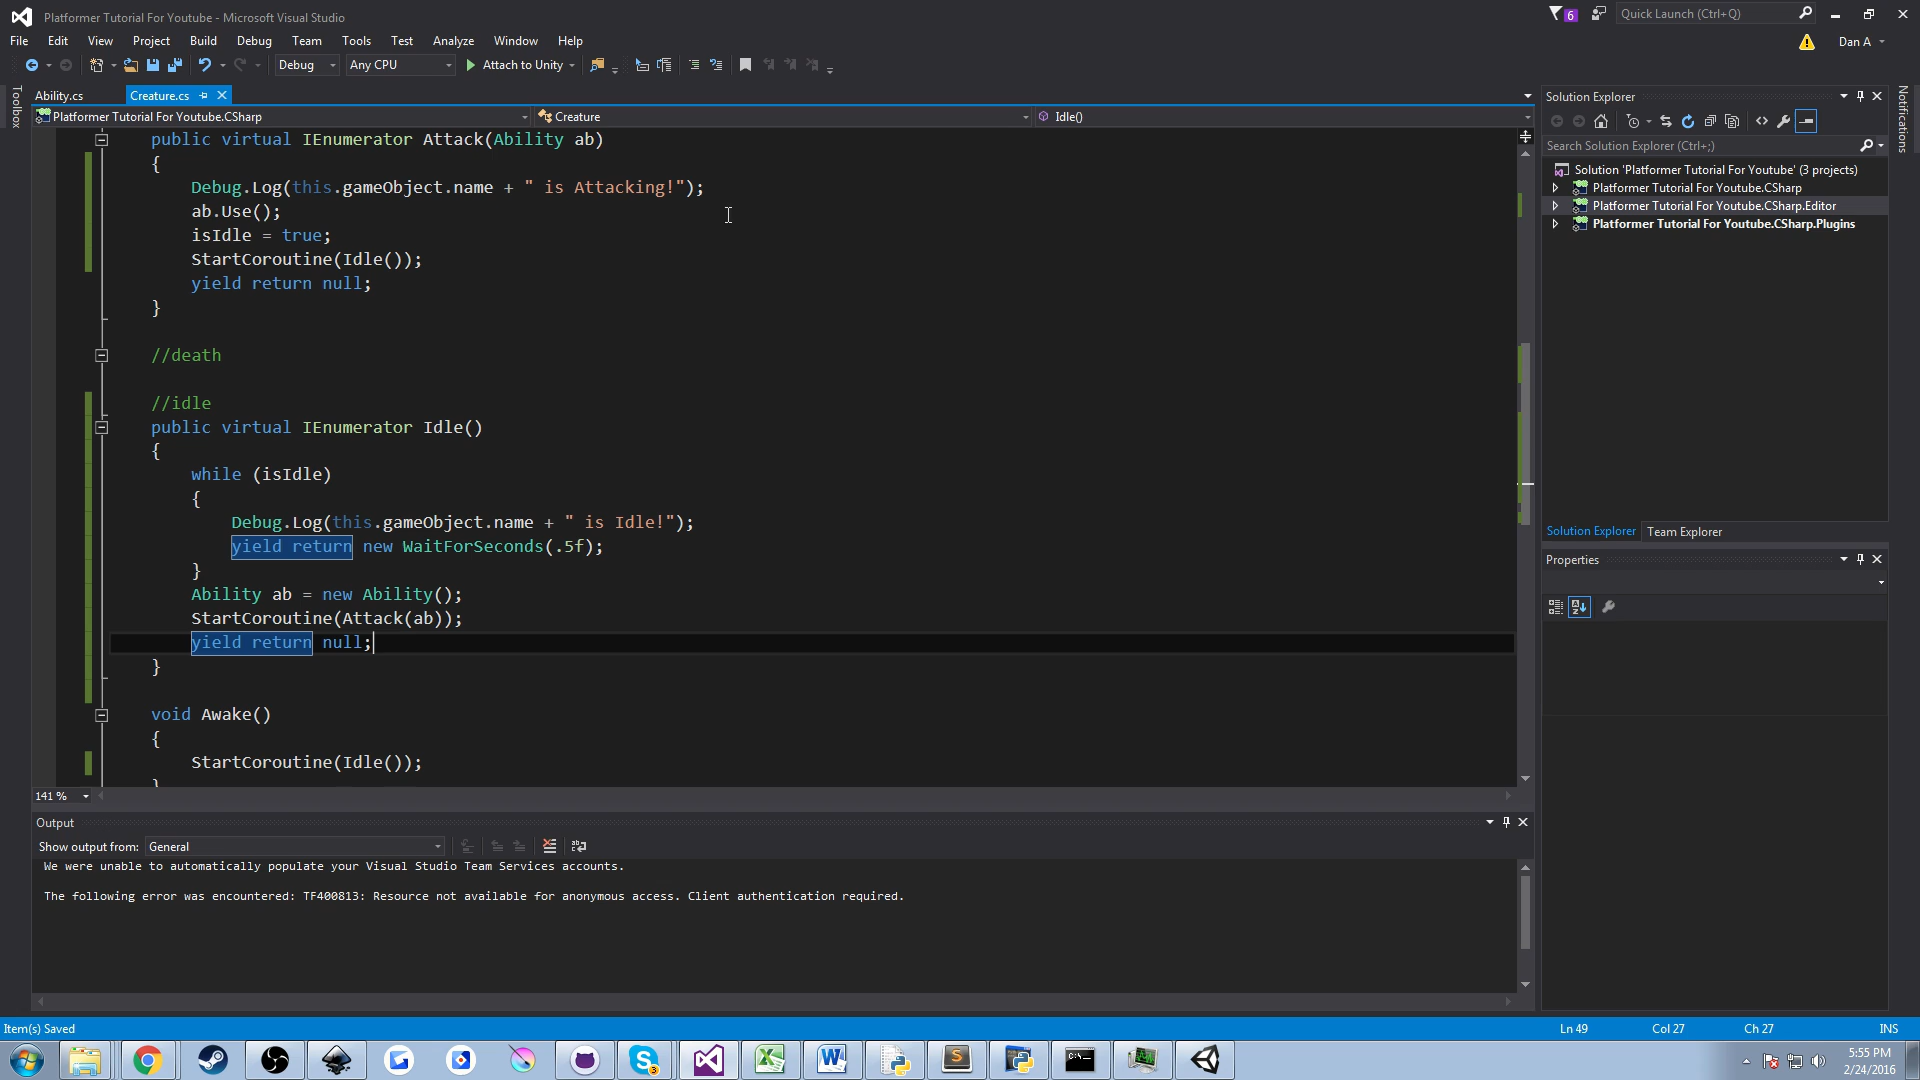 Platformer Tutorial For Youtube - Microsoft Visual Studio
6
Quick Launch (Ctrl+Q)
File Edit View Project Build Debug Team Tools Test Analyze Window Help
Dan A
Debug Any CPU Attach to Unity
Toolbox
Ability.cs Creature.cs
Platformer Tutorial For Youtube.CSharp Creature Idle()
public virtual IEnumerator Attack(Ability ab)
{
Debug.Log(this.gameObject.name + " is Attacking!");
ab.Use();
isIdle = true;
StartCoroutine(Idle());
yield return null;
}
//death
//idle
public virtual IEnumerator Idle()
{
while (isIdle)
{
Debug.Log(this.gameObject.name + " is Idle!");
yield return new WaitForSeconds(.5f);
}
Ability ab = new Ability();
StartCoroutine(Attack(ab));
yield return null;
}
void Awake()
{
StartCoroutine(Idle());
}
141 %
Output
Show output from: General
We were unable to automatically populate your Visual Studio Team Services accounts.
The following error was encountered: TF400813: Resource not available for anonymous access. Client authentication required.
Solution Explorer
Search Solution Explorer (Ctrl+;)
Solution 'Platformer Tutorial For Youtube' (3 projects)
Platformer Tutorial For Youtube.CSharp
Platformer Tutorial For Youtube.CSharp.Editor
Platformer Tutorial For Youtube.CSharp.Plugins
Solution Explorer Team Explorer
Properties
Notifications
Item(s) Saved
Ln 49 Col 27 Ch 27 INS
5:55 PM
2/24/2016